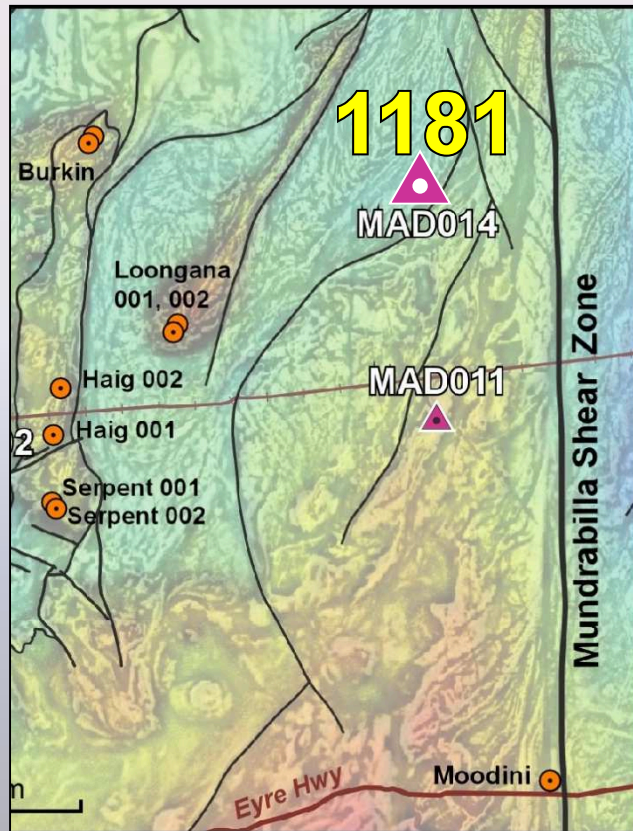 1181
Burkin
MAD014
Loongana
001, 002
Haig 002
MAD011
2
Haig 001
Serpent 001
Serpent 002
Mundrabilla Shear Zone
Moodini
m
Eyre Hwy